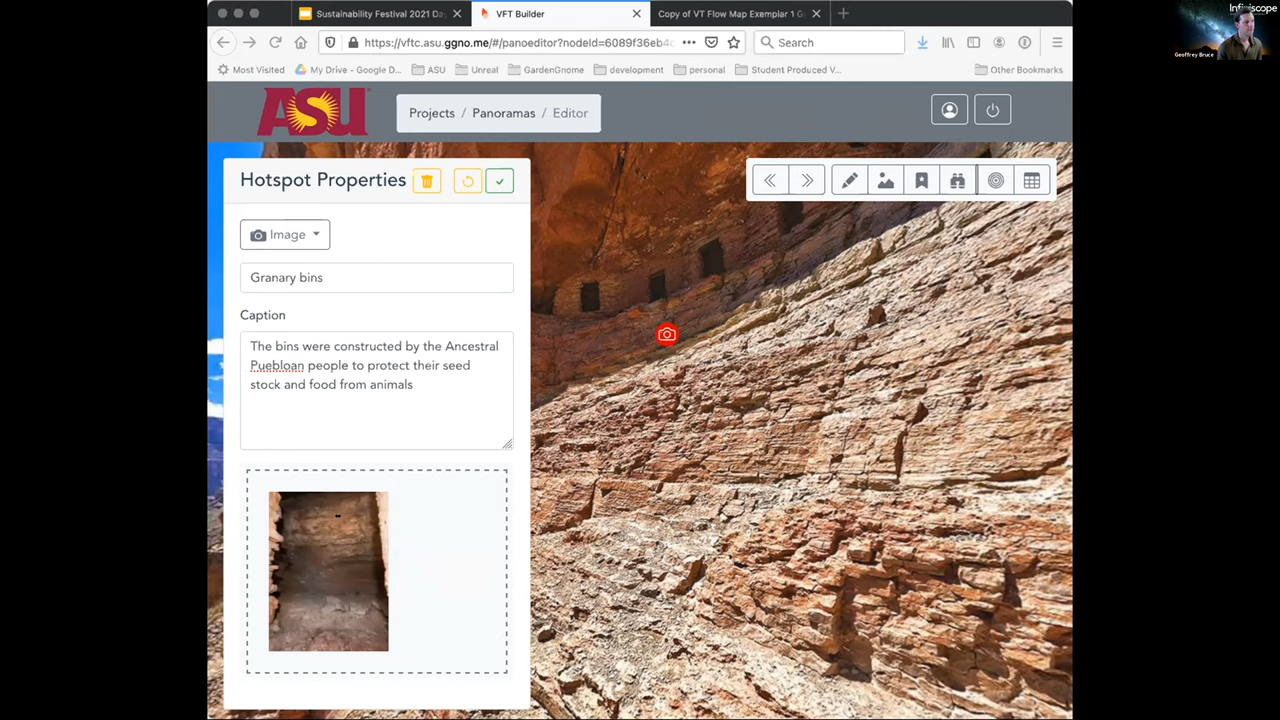 Sustainability Festival 2021 Da
VFT Builder
Copy of VT Flow Map Exemplar 1 G
https://vftc.asu.ggno.me/#/panoeditor?nodeId=6089f36eb4c
Search
Most Visited
My Drive - Google D...
ASU
Unreal
GardenGnome
development
personal
Student Produced V...
Other Bookmarks
ASU
Projects / Panoramas / Editor
Hotspot Properties
Image
Granary bins
Caption
The bins were constructed by the Ancestral
Puebloan people to protect their seed
stock and food from animals
Infiniscope
Geoffrey Bruce